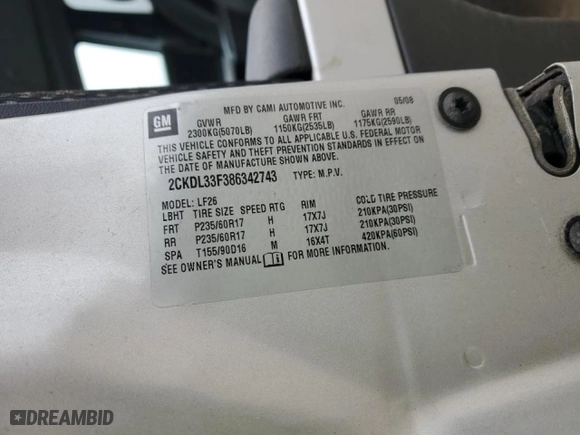 GM
MFD BY CAMI AUTOMOTIVE INC. 05/08
GVWR GAWR FRT GAWR RR
2300KG(5070LB) 1150KG(2535LB) 1175KG(2590LB)
THIS VEHICLE CONFORMS TO ALL APPLICABLE U.S. FEDERAL MOTOR
VEHICLE SAFETY AND THEFT PREVENTION STANDARDS IN EFFECT ON
THE DATE OF MANUFACTURE SHOWN ABOVE.
2CKDL33F386342743 TYPE: M.P.V.
MODEL: LF26
LBHT TIRE SIZE SPEED RTG RIM COLD TIRE PRESSURE
FRT P235/60R17 H 17X7J 210KPA(30PSI)
RR P235/60R17 H 17X7J 210KPA(30PSI)
SPA T155/90D16 M 16X4T 420KPA(60PSI)
SEE OWNER'S MANUAL FOR MORE INFORMATION.
DREAMBID